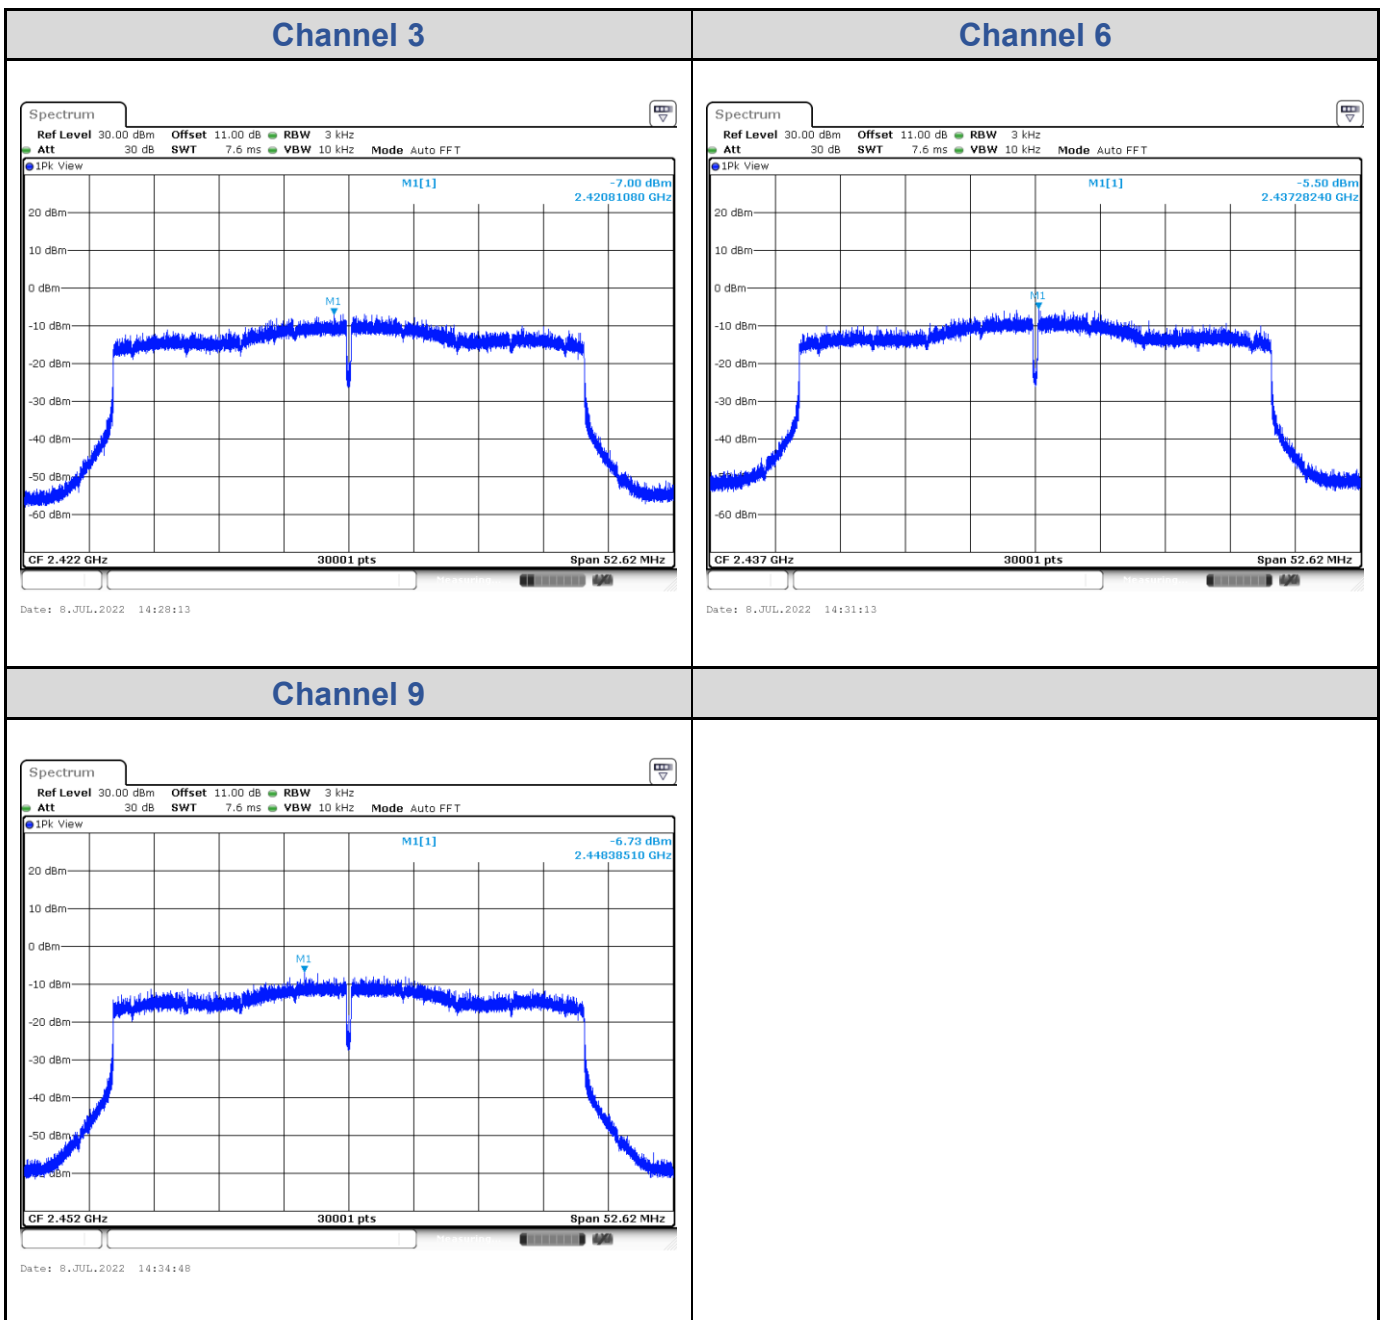 Channel 3
Channel 6
Spectrum
Ref Level 30.00 dBm Offset 11.00 dB RBW 3 kHz
Att 30 dB SWT 7.6 ms VBW 10 kHz Mode Auto FFT
1Pk View
M1[1] -7.00 dBm
2.42081080 GHz
20 dBm
10 dBm
0 dBm
M1
-10 dBm
-20 dBm
-30 dBm
-40 dBm
-50 dBm
-60 dBm
CF 2.422 GHz 30001 pts Span 52.62 MHz
Measuring...
Date: 8.JUL.2022 14:28:13
Spectrum
Ref Level 30.00 dBm Offset 11.00 dB RBW 3 kHz
Att 30 dB SWT 7.6 ms VBW 10 kHz Mode Auto FFT
1Pk View
M1[1] -5.50 dBm
2.43728240 GHz
20 dBm
10 dBm
0 dBm
M1
-10 dBm
-20 dBm
-30 dBm
-40 dBm
-60 dBm
CF 2.437 GHz 30001 pts Span 52.62 MHz
Measuring...
Date: 8.JUL.2022 14:31:13
Channel 9
Spectrum
Ref Level 30.00 dBm Offset 11.00 dB RBW 3 kHz
Att 30 dB SWT 7.6 ms VBW 10 kHz Mode Auto FFT
1Pk View
M1[1] -6.73 dBm
2.44838510 GHz
20 dBm
10 dBm
0 dBm
M1
-10 dBm
-20 dBm
-30 dBm
-40 dBm
-50 dBm
dBm
CF 2.452 GHz 30001 pts Span 52.62 MHz
Measuring...
Date: 8.JUL.2022 14:34:48